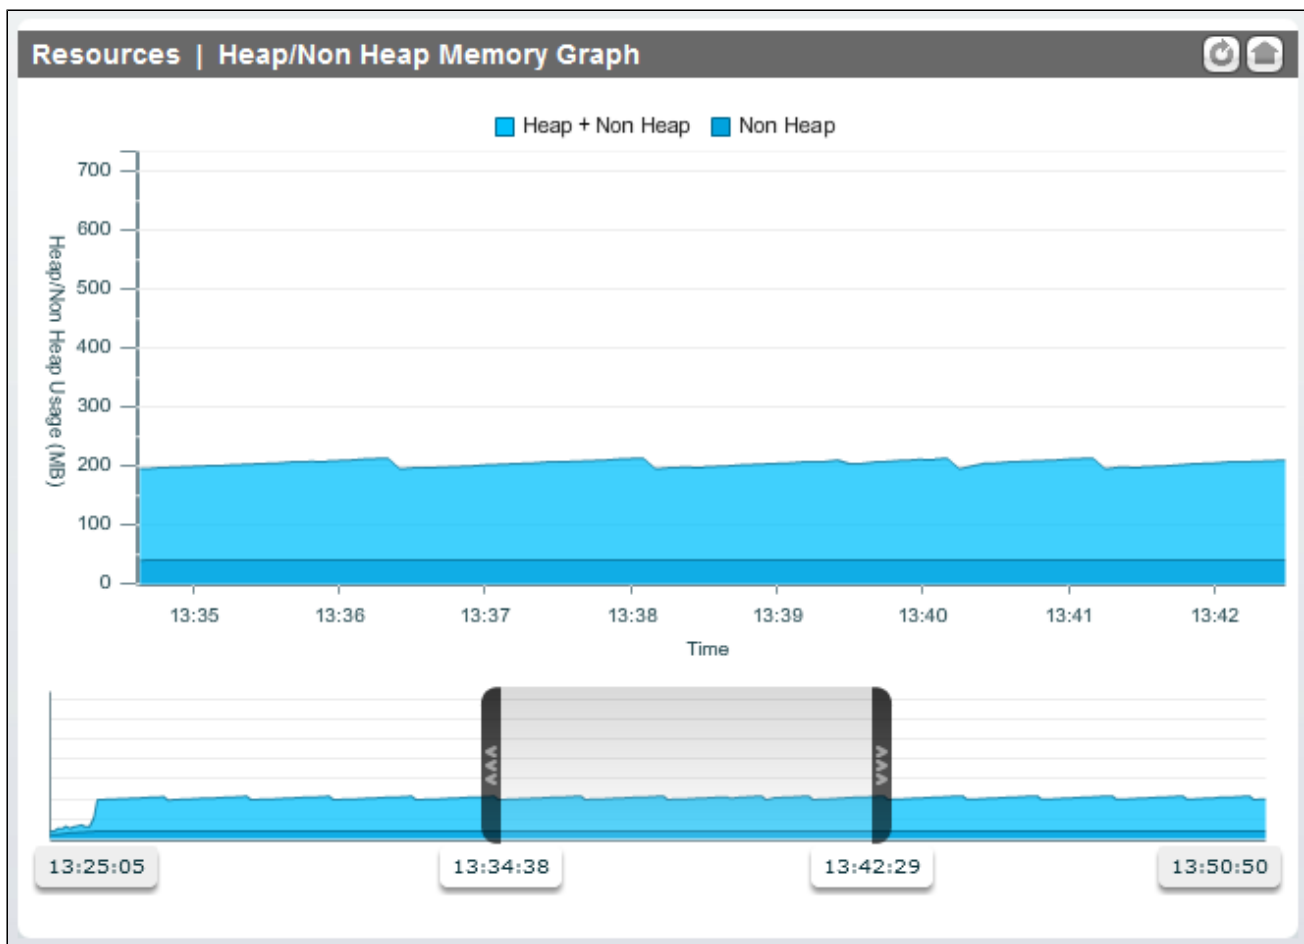 Resources | Heap/Non Heap Memory Graph
Heap + Non Heap Non Heap
Heap/Non Heap Usage (MB)
700
600
500
400
300
200
100
0
13:35 13:36 13:37 13:38 13:39 13:40 13:41 13:42
Time
13:25:05 13:34:38 13:42:29 13:50:50